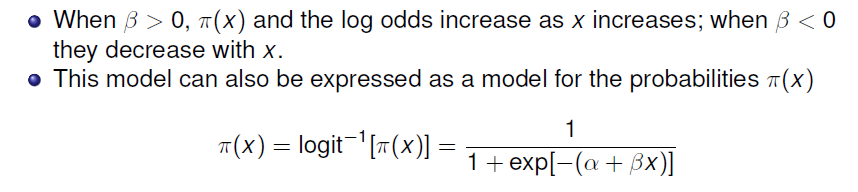 • When β > 0, π(x) and the log odds increase as x increases; when β < 0
they decrease with x.
• This model can also be expressed as a model for the probabilities π(x)
π(x) = logit⁻¹[π(x)] = 1 / 1 + exp[−(α + βx)]